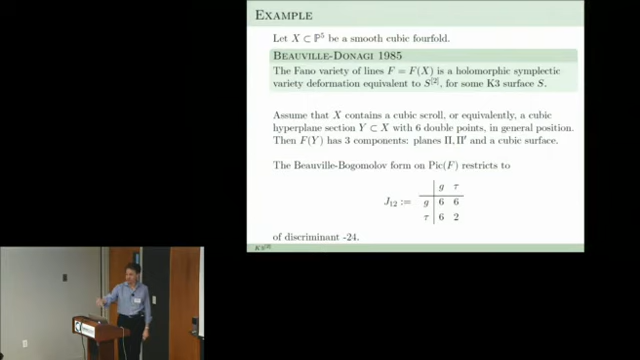 EXAMPLE
Let X ⊂ ℙ⁵ be a smooth cubic fourfold.
BEAUVILLE-DONAGI 1985
The Fano variety of lines F = F(X) is a holomorphic symplectic
variety deformation equivalent to S^[2], for some K3 surface S.
Assume that X contains a cubic scroll, or equivalently, a cubic
hyperplane section Y ⊂ X with 6 double points, in general position.
Then F(Y) has 3 components: planes Π, Π′ and a cubic surface.
The Beauville-Bogomolov form on Pic(F) restricts to
g τ
J₁₂ := g 6 6
τ 6 2
of discriminant -24.
K3^[2]